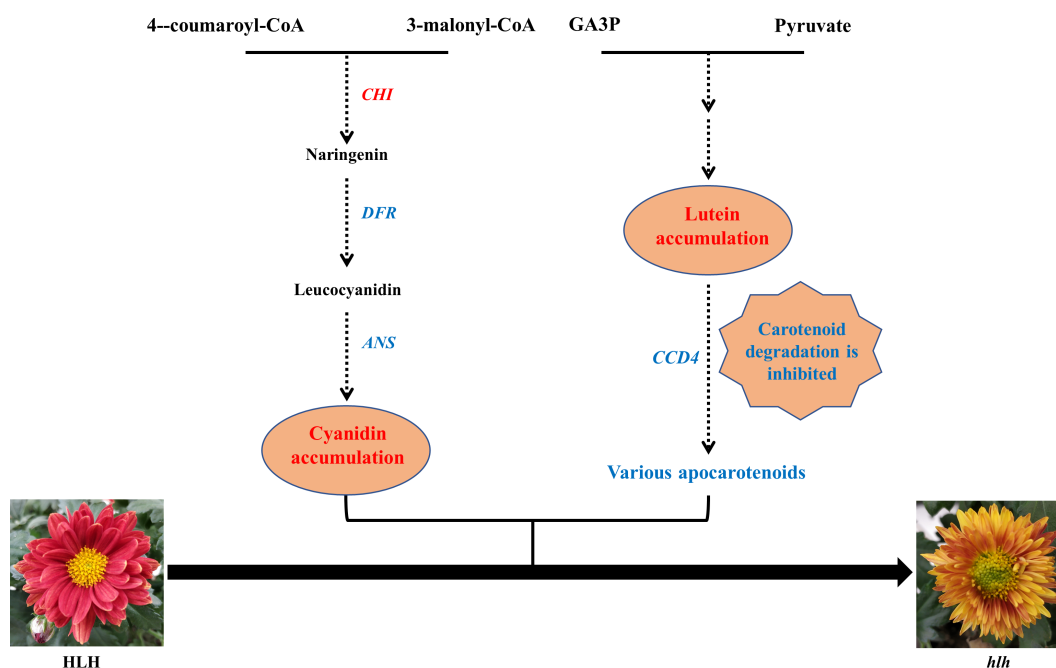 4--coumaroyl-CoA
3-malonyl-CoA
GA3P
Pyruvate
CHI
Naringenin
DFR
Leucocyanidin
ANS
Cyanidin
accumulation
Lutein
accumulation
Carotenoid
degradation is
inhibited
CCD4
Various apocarotenoids
HLH
hlh